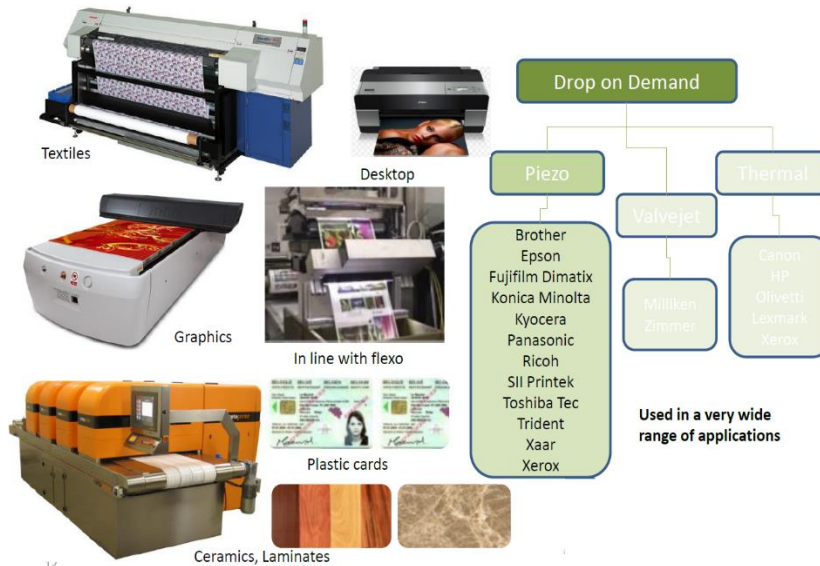 Textiles
Desktop
Graphics
In line with flexo
Plastic cards
Ceramics, Laminates
Drop on Demand
Piezo
Valvejet
Thermal
Brother
Epson
Fujifilm Dimatix
Konica Minolta
Kyocera
Panasonic
Ricoh
SII Printek
Toshiba Tec
Trident
Xaar
Xerox
Milliken
Zimmer
Canon
HP
Olivetti
Lexmark
Xerox
Used in a very wide
range of applications